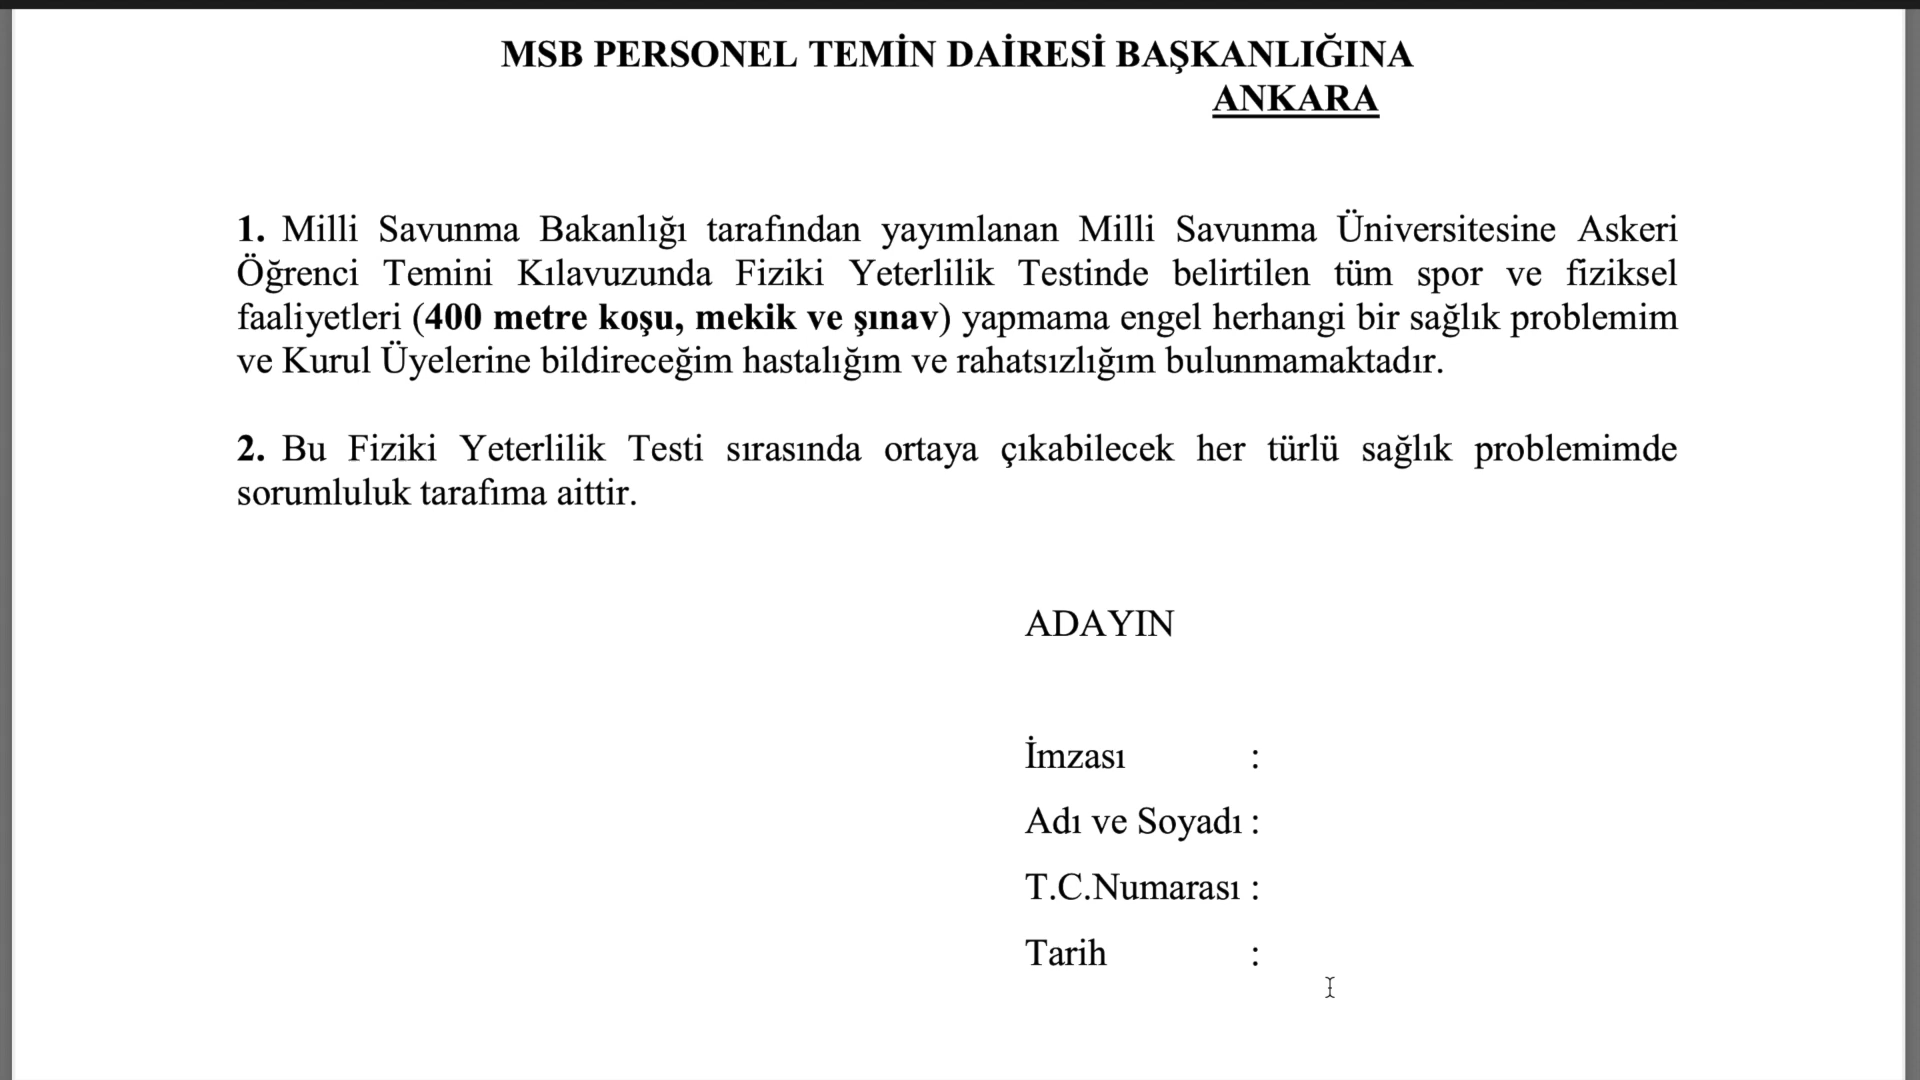 MSB PERSONEL TEMİN DAİRESİ BAŞKANLIĞINA
ANKARA
1. Milli Savunma Bakanlığı tarafından yayımlanan Milli Savunma Üniversitesine Askeri
Öğrenci Temini Kılavuzunda Fiziki Yeterlilik Testinde belirtilen tüm spor ve fiziksel
faaliyetleri (400 metre koşu, mekik ve şınav) yapmama engel herhangi bir sağlık problemim
ve Kurul Üyelerine bildireceğim hastalığım ve rahatsızlığım bulunmamaktadır.
2. Bu Fiziki Yeterlilik Testi sırasında ortaya çıkabilecek her türlü sağlık problemimde
sorumluluk tarafıma aittir.
ADAYIN
İmzası :
Adı ve Soyadı :
T.C.Numarası :
Tarih :